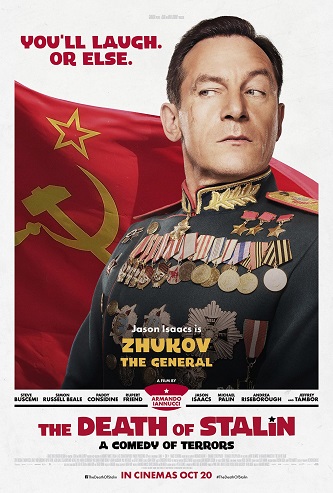 YOU'LL LAUGH.
OR ELSE.
Jason Isaacs is
ZHUKOV
THE GENERAL
A FILM BY
ARMANDO
IANNUCCI
STEVE BUSCEMI SIMON RUSSELL BEALE PADDY CONSIDINE RUPERT FRIEND JASON ISAACS MICHAEL PALIN ANDREA RISEBOROUGH JEFFREY TAMBOR
THE DEATH OF STALIN
A COMEDY OF TERRORS
/TheDeathOfStalin IN CINEMAS OCT 20 @Death_Of_Stalin